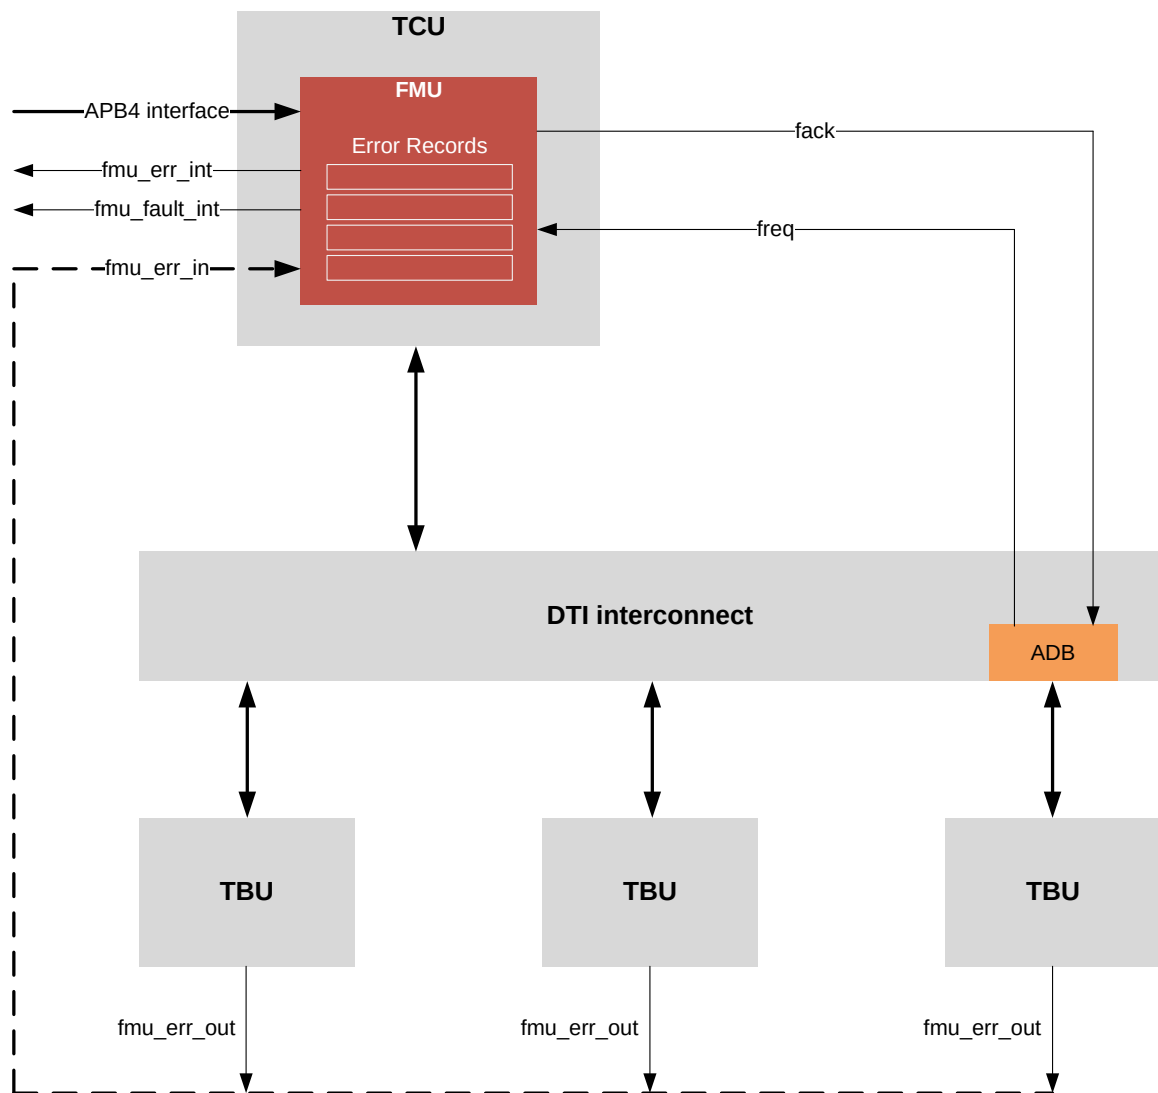 TCU
FMU
APB4 interface
fack
Error Records
fmu_err_int
fmu_fault_int
freq
fmu_err_in
DTI interconnect
ADB
TBU
TBU
TBU
fmu_err_out
fmu_err_out
fmu_err_out